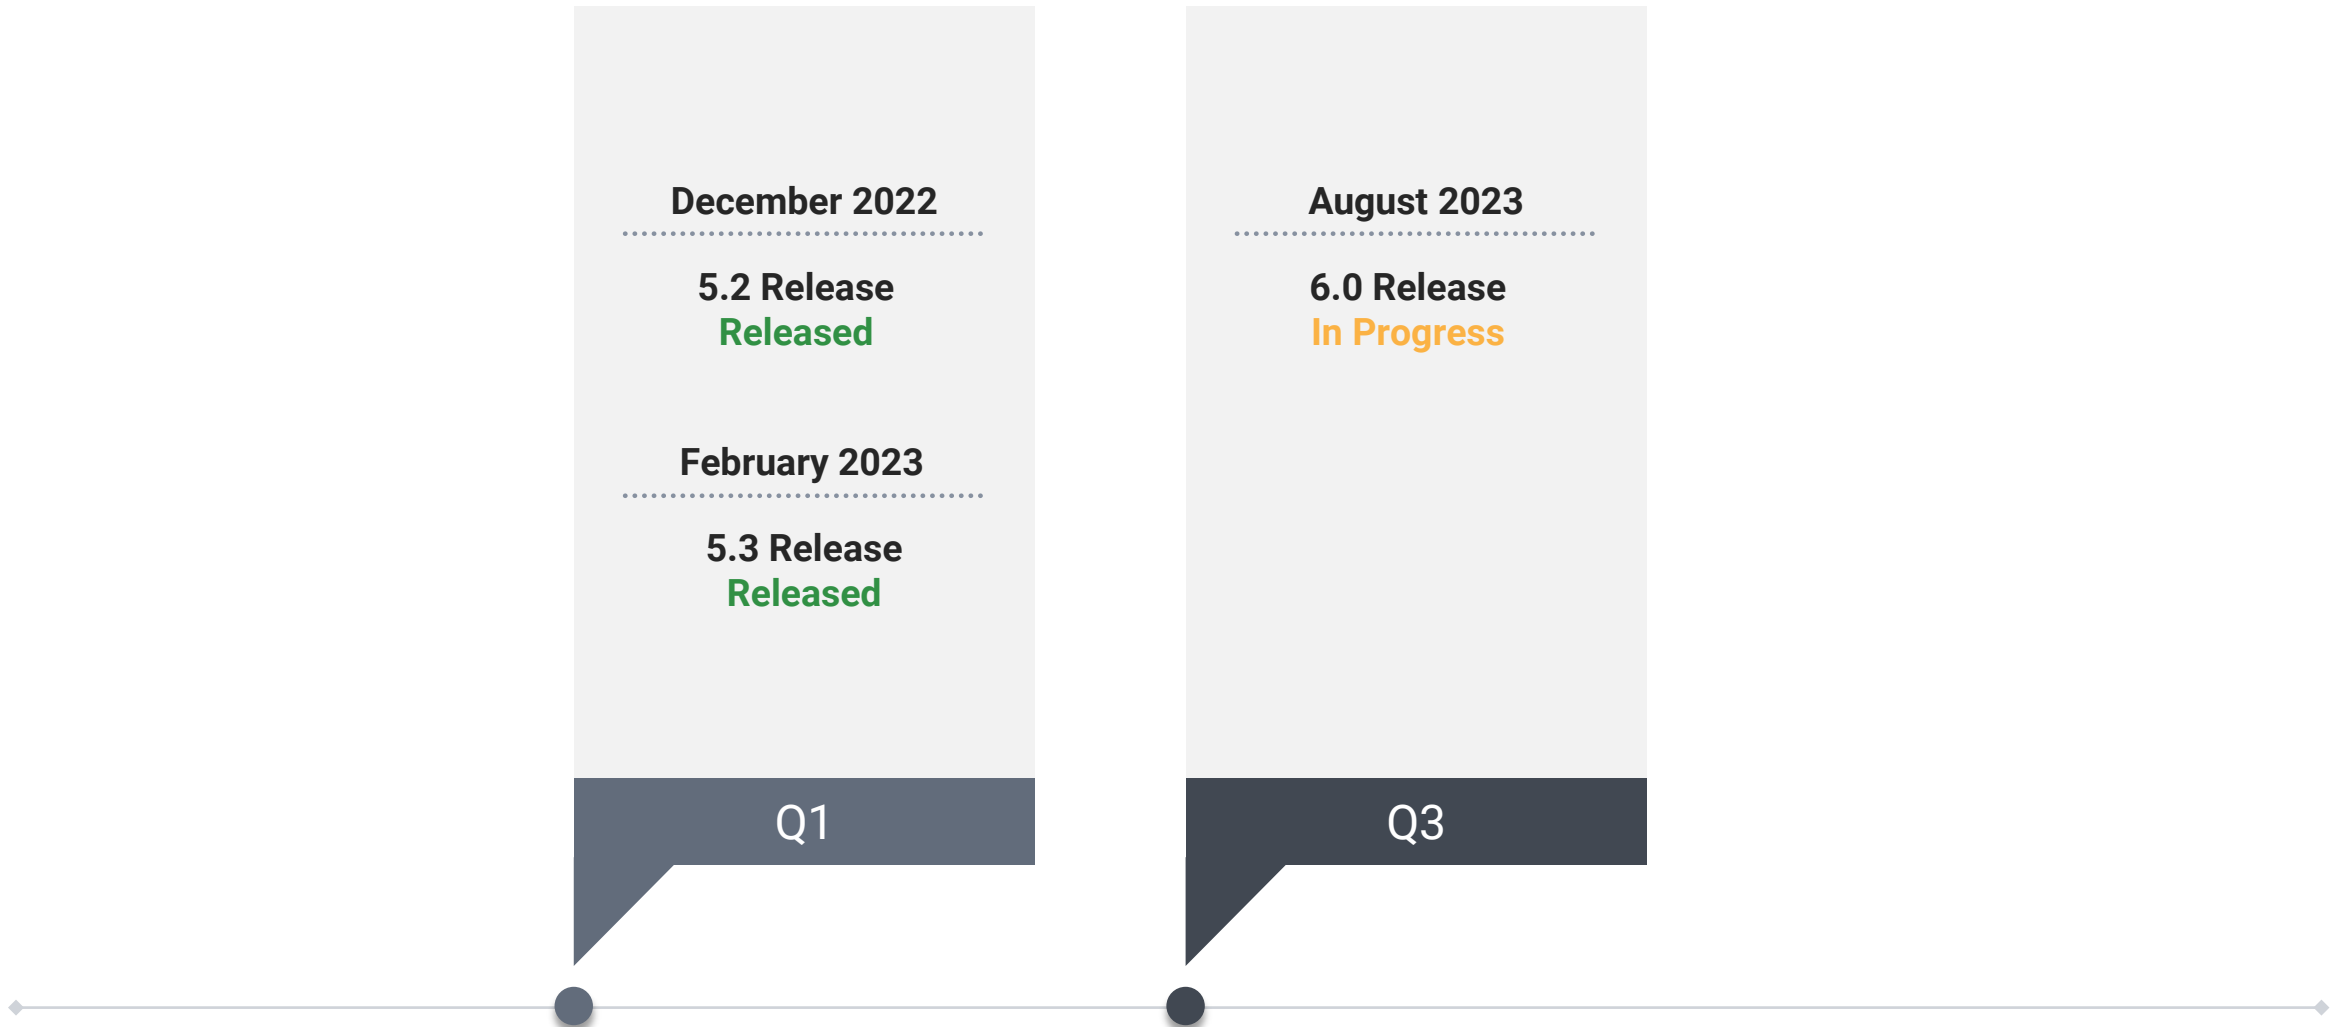 December 2022
5.2 Release
Released
February 2023
5.3 Release
Released
Q1
August 2023
6.0 Release
In Progress
Q3